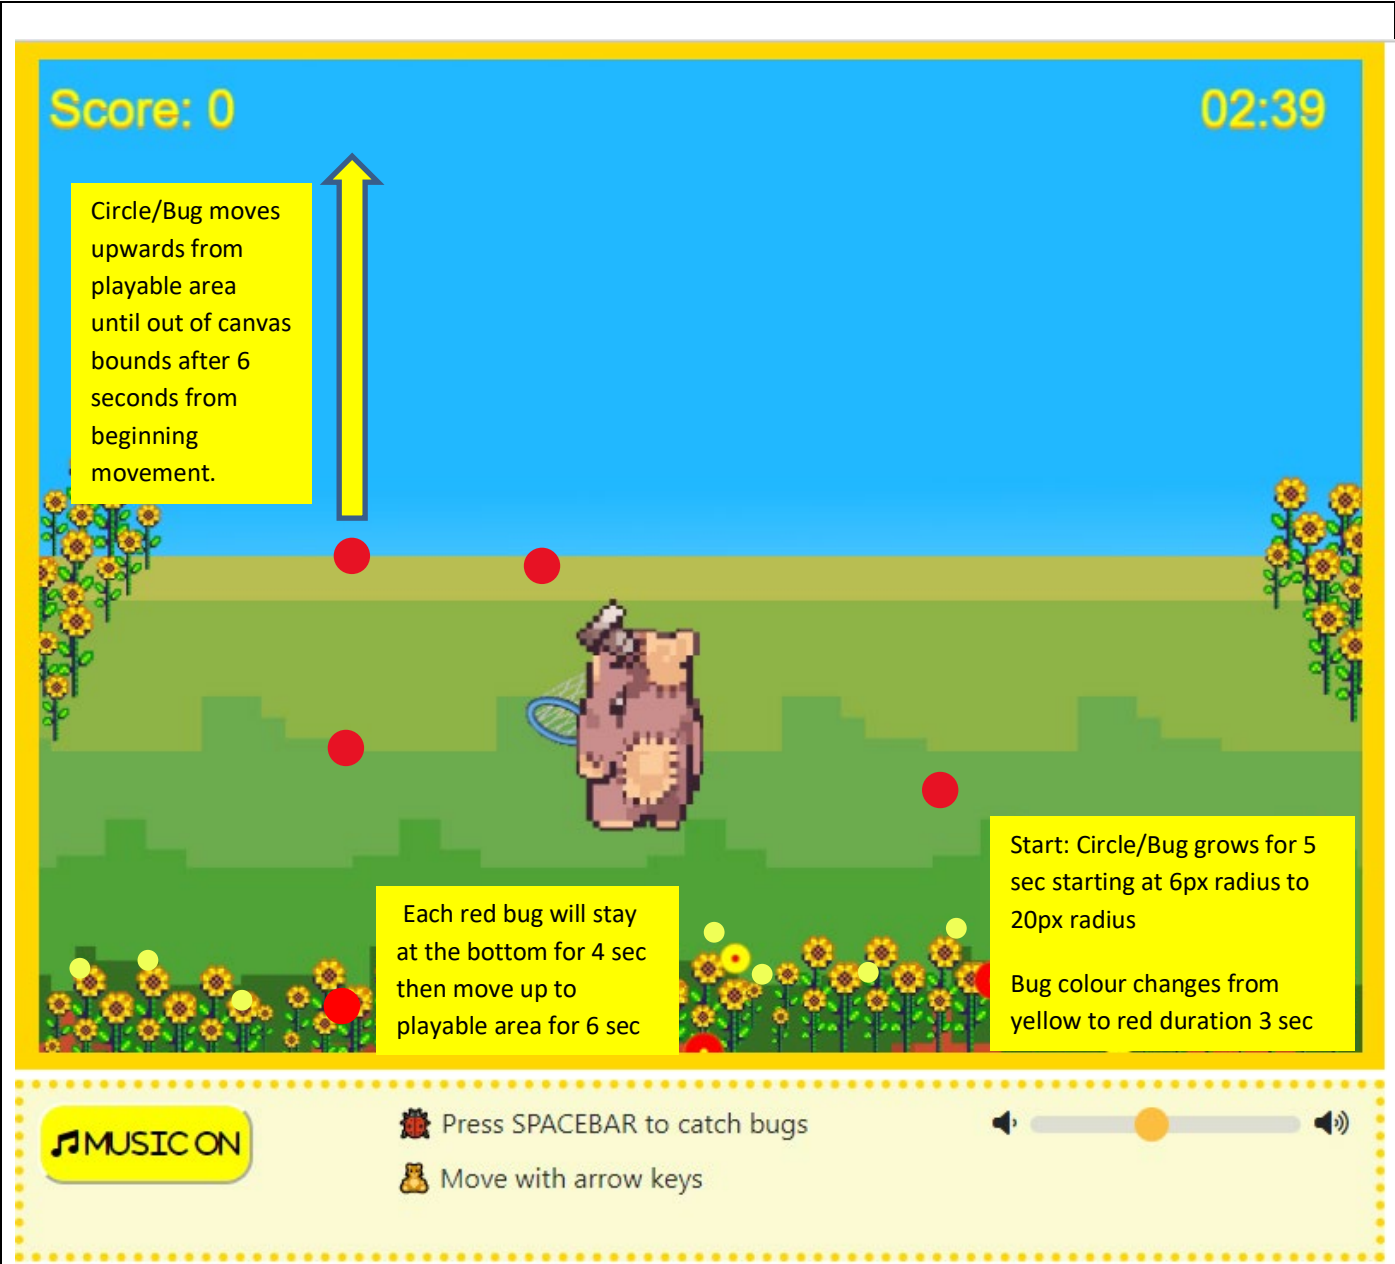 Score: 0
02:39
Circle/Bug moves
upwards from
playable area
until out of canvas
bounds after 6
seconds from
beginning
movement.
Each red bug will stay
at the bottom for 4 sec
then move up to
playable area for 6 sec
Start: Circle/Bug grows for 5
sec starting at 6px radius to
20px radius
Bug colour changes from
yellow to red duration 3 sec
MUSIC ON
Press SPACEBAR to catch bugs
Move with arrow keys